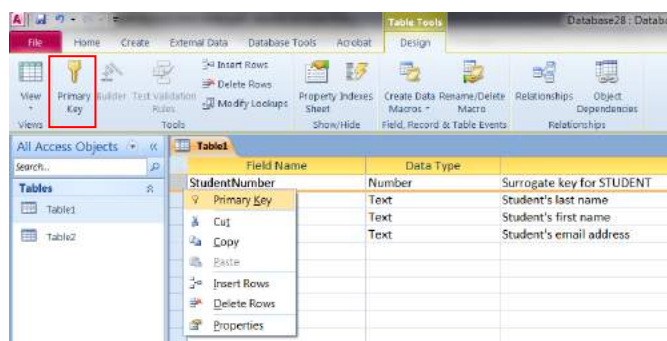 A Table Tools Database28 : Datab
File Home Create External Data Database Tools Acrobat Design
View Primary Key Builder Test Validation Rules Insert Rows Delete Rows Modify Lookups Property Sheet Indexes Create Data Macros Rename/Delete Macro Relationships Object Dependencies
Views Tools Show/Hide Field, Record & Table Events Relationships
All Access Objects « Table1
Search... Field Name Data Type
Tables StudentNumber Number Surrogate key for STUDENT
Table1 Primary Key Text Student's last name
Cut Text Student's first name
Table2 Copy Text Student's email address
Paste
Insert Rows
Delete Rows
Properties